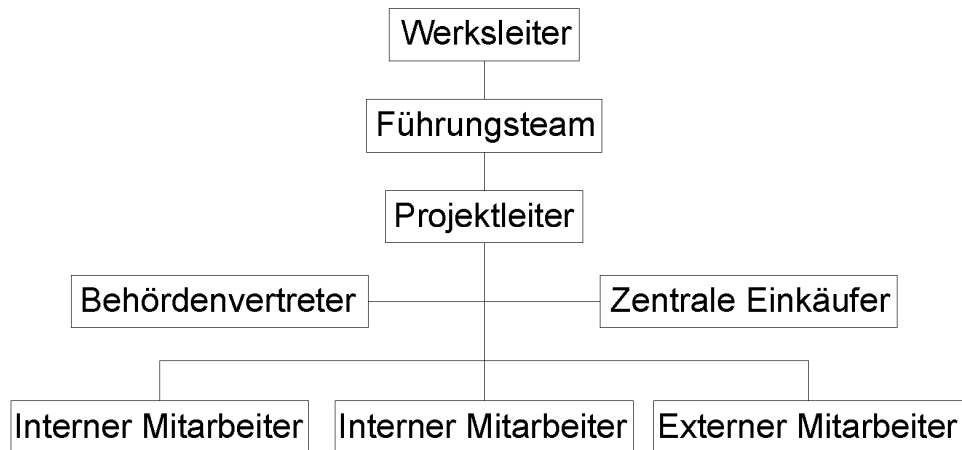 Werksleiter
Führungsteam
Projektleiter
Behördenvertreter
Zentrale Einkäufer
Interner Mitarbeiter
Interner Mitarbeiter
Externer Mitarbeiter